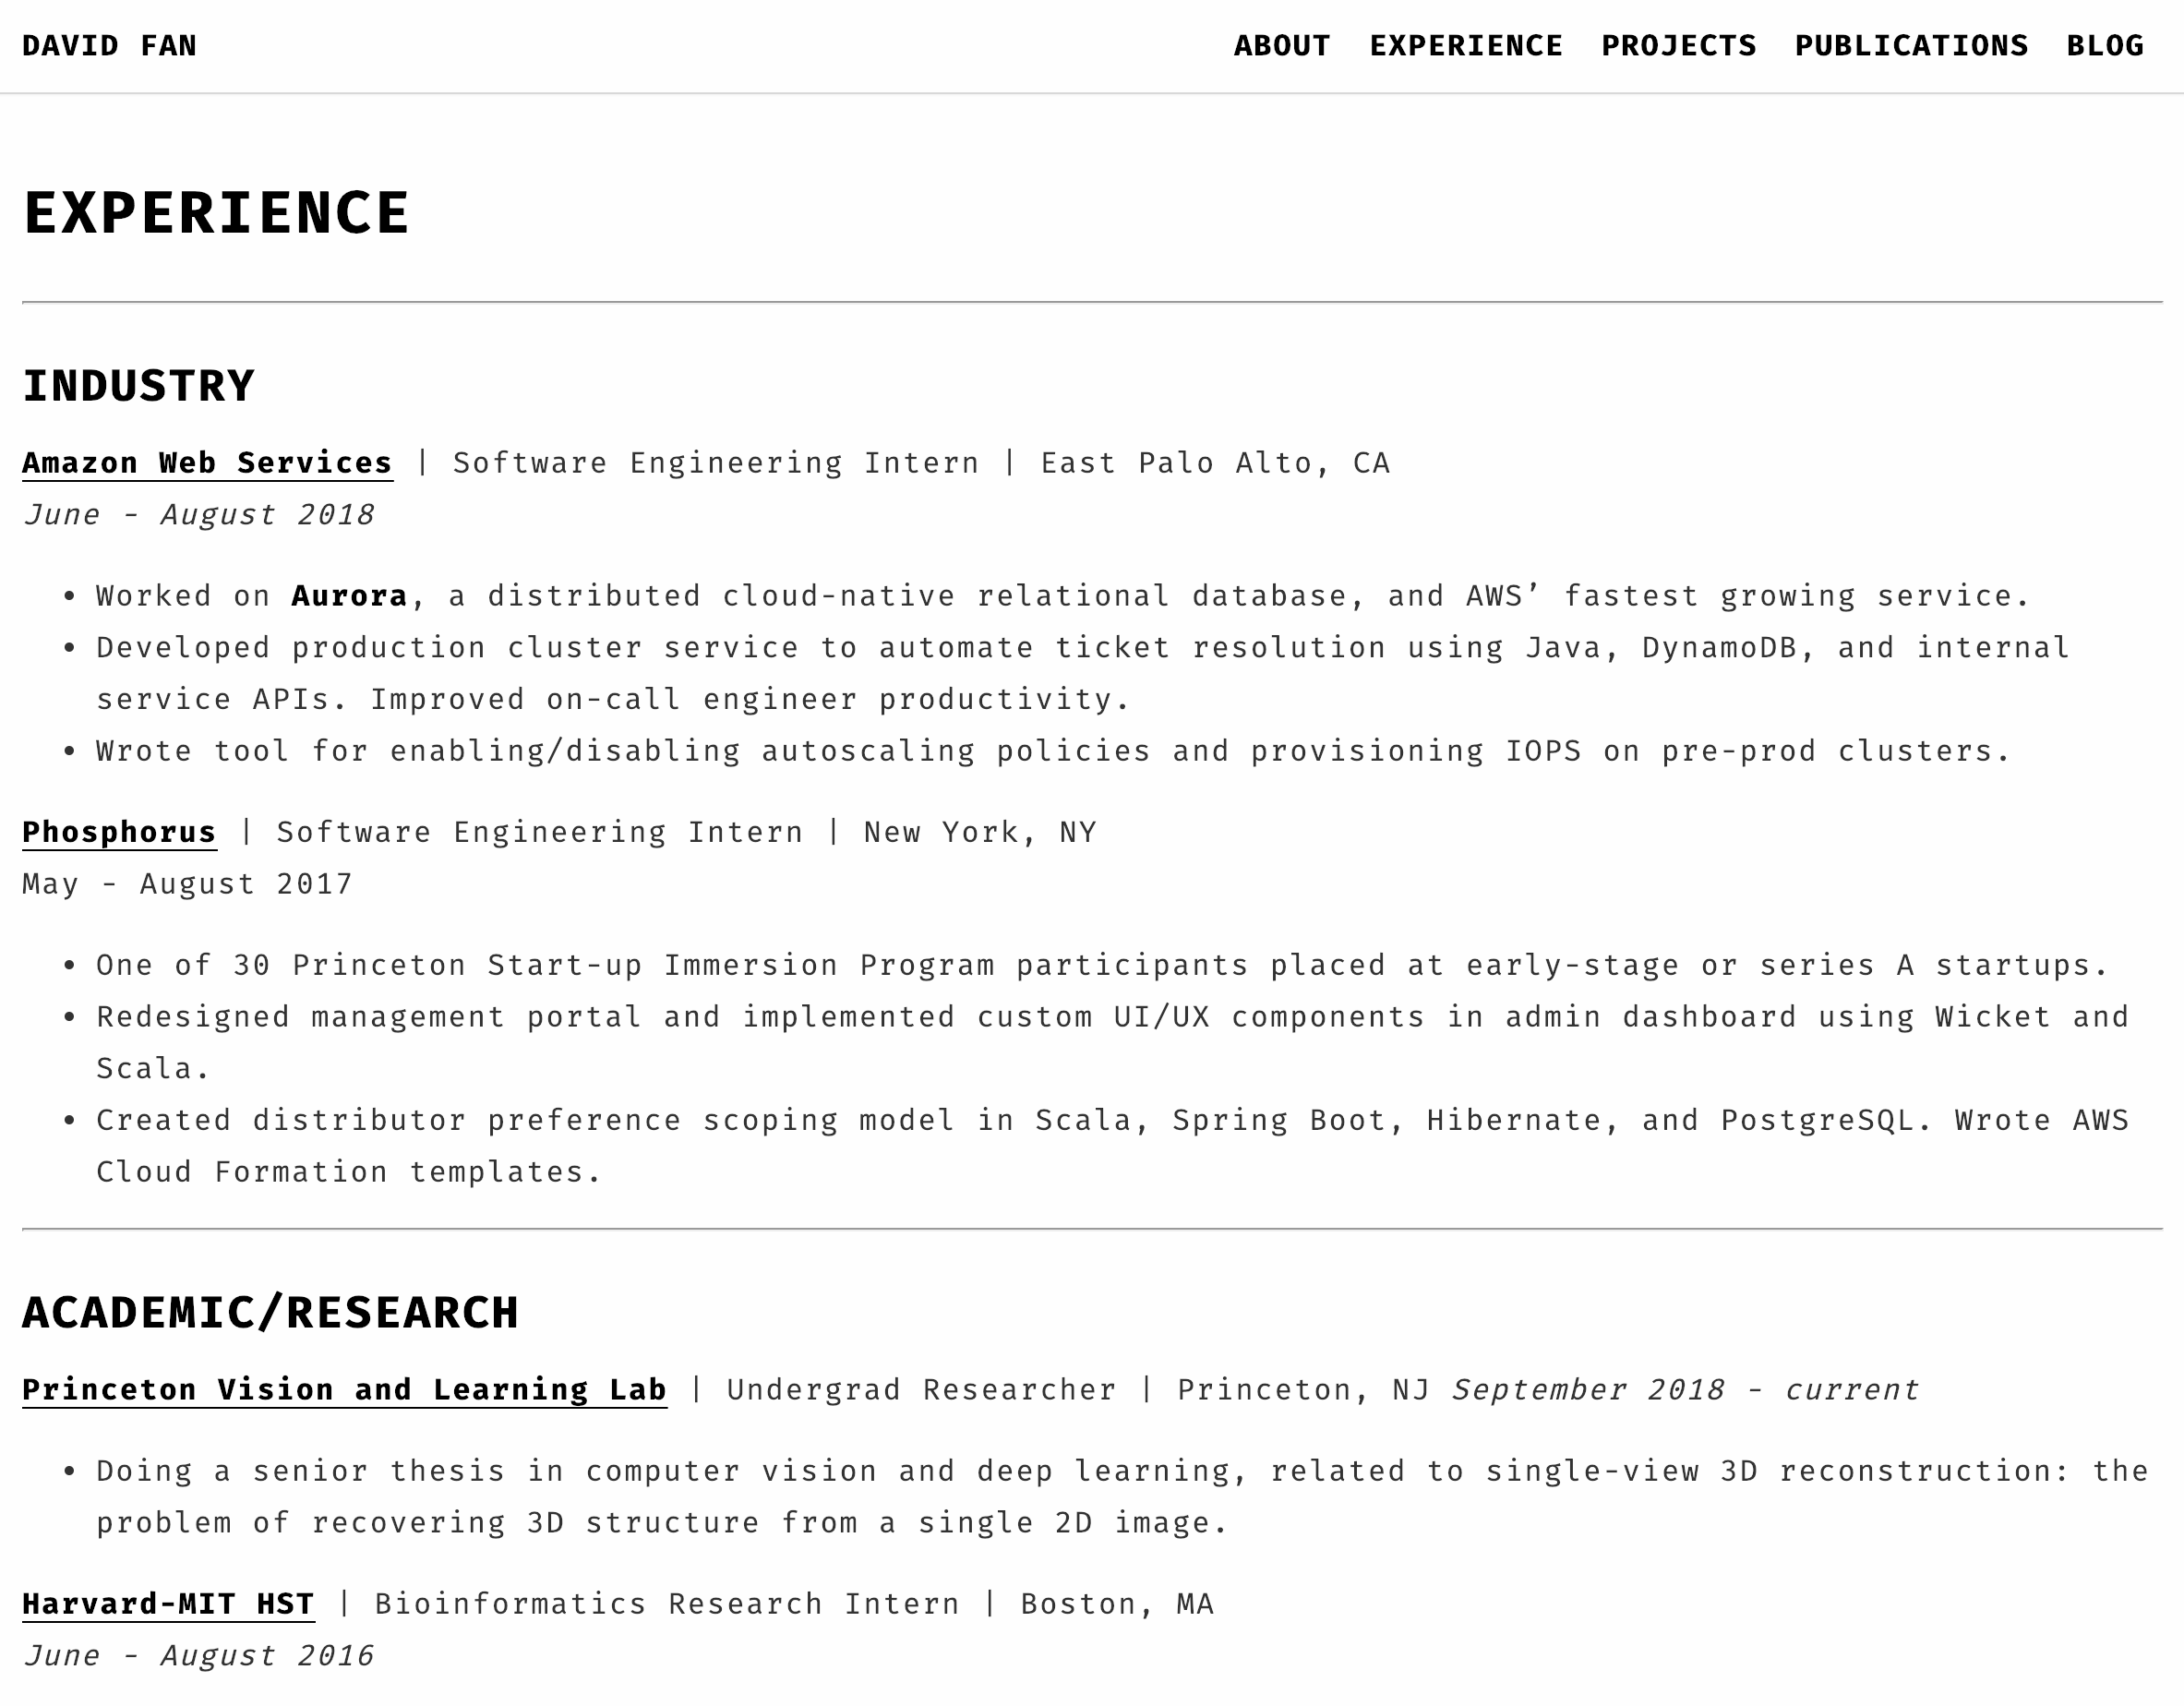 DAVID FAN
ABOUT EXPERIENCE PROJECTS PUBLICATIONS BLOG
EXPERIENCE
INDUSTRY
Amazon Web Services | Software Engineering Intern | East Palo Alto, CA
June - August 2018
• Worked on Aurora, a distributed cloud-native relational database, and AWS’ fastest growing service.
• Developed production cluster service to automate ticket resolution using Java, DynamoDB, and internal
service APIs. Improved on-call engineer productivity.
• Wrote tool for enabling/disabling autoscaling policies and provisioning IOPS on pre-prod clusters.
Phosphorus | Software Engineering Intern | New York, NY
May - August 2017
• One of 30 Princeton Start-up Immersion Program participants placed at early-stage or series A startups.
• Redesigned management portal and implemented custom UI/UX components in admin dashboard using Wicket and
Scala.
• Created distributor preference scoping model in Scala, Spring Boot, Hibernate, and PostgreSQL. Wrote AWS
Cloud Formation templates.
ACADEMIC/RESEARCH
Princeton Vision and Learning Lab | Undergrad Researcher | Princeton, NJ September 2018 - current
• Doing a senior thesis in computer vision and deep learning, related to single-view 3D reconstruction: the
problem of recovering 3D structure from a single 2D image.
Harvard-MIT HST | Bioinformatics Research Intern | Boston, MA
June - August 2016